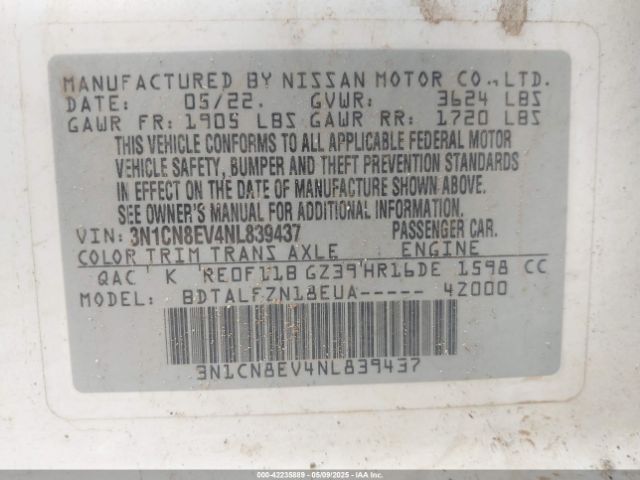 MANUFACTURED BY NISSAN MOTOR CO., LTD.
DATE: 05/22. GVWR: 3624 LBS
GAWR FR: 1905 LBS GAWR RR: 1720 LBS
THIS VEHICLE CONFORMS TO ALL APPLICABLE FEDERAL MOTOR
VEHICLE SAFETY, BUMPER AND THEFT PREVENTION STANDARDS
IN EFFECT ON THE DATE OF MANUFACTURE SHOWN ABOVE.
SEE OWNER'S MANUAL FOR ADDITIONAL INFORMATION.
VIN: 3N1CN8EV4NL839437 PASSENGER CAR.
COLOR TRIM TRANS AXLE ENGINE
QAC K RE0F11B GZ39 HR16DE 1598 CC
MODEL: BDTALFZN18EUA----- 42000
3N1CN8EV4NL839437
000-42235889 | 05/09/2025 | IAAI.COM